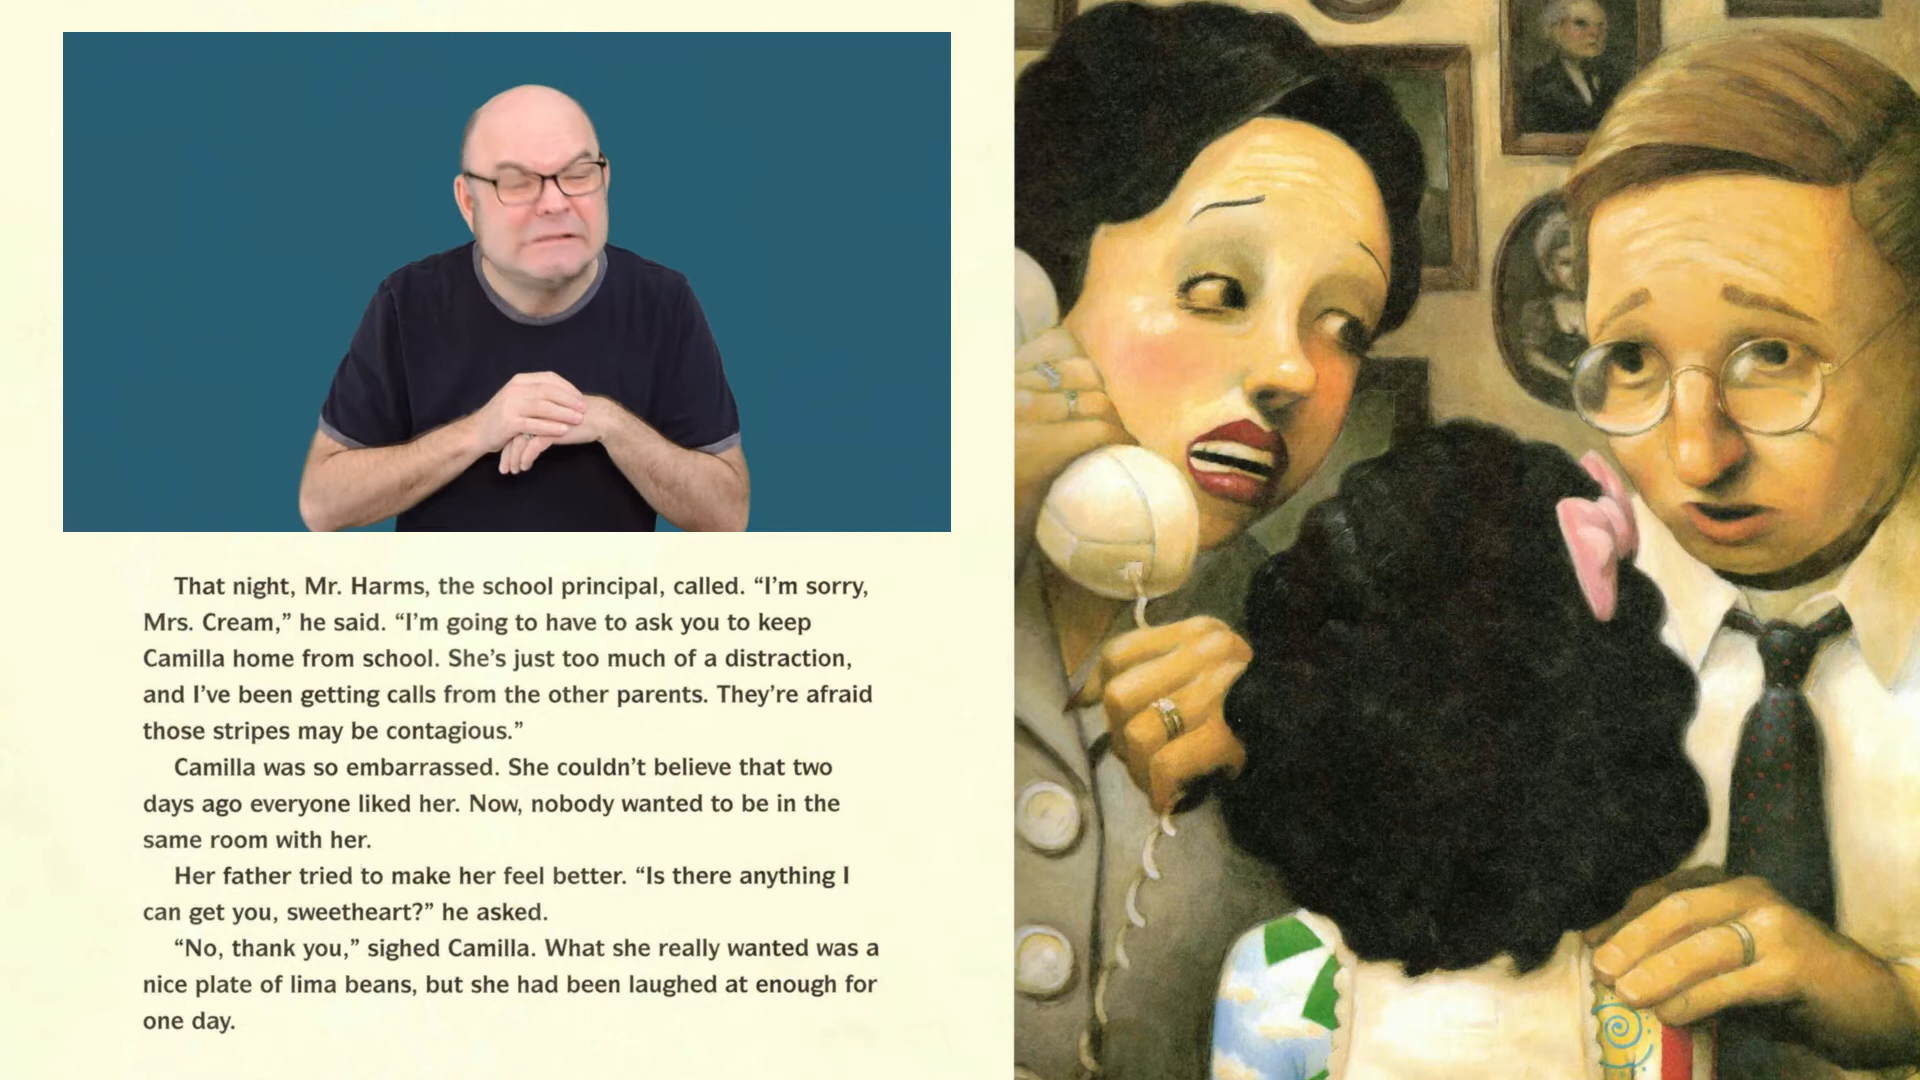 That night, Mr. Harms, the school principal, called. “I’m sorry,
Mrs. Cream,” he said. “I’m going to have to ask you to keep
Camilla home from school. She’s just too much of a distraction,
and I’ve been getting calls from the other parents. They’re afraid
those stripes may be contagious.”
Camilla was so embarrassed. She couldn’t believe that two
days ago everyone liked her. Now, nobody wanted to be in the
same room with her.
Her father tried to make her feel better. “Is there anything I
can get you, sweetheart?” he asked.
“No, thank you,” sighed Camilla. What she really wanted was a
nice plate of lima beans, but she had been laughed at enough for
one day.